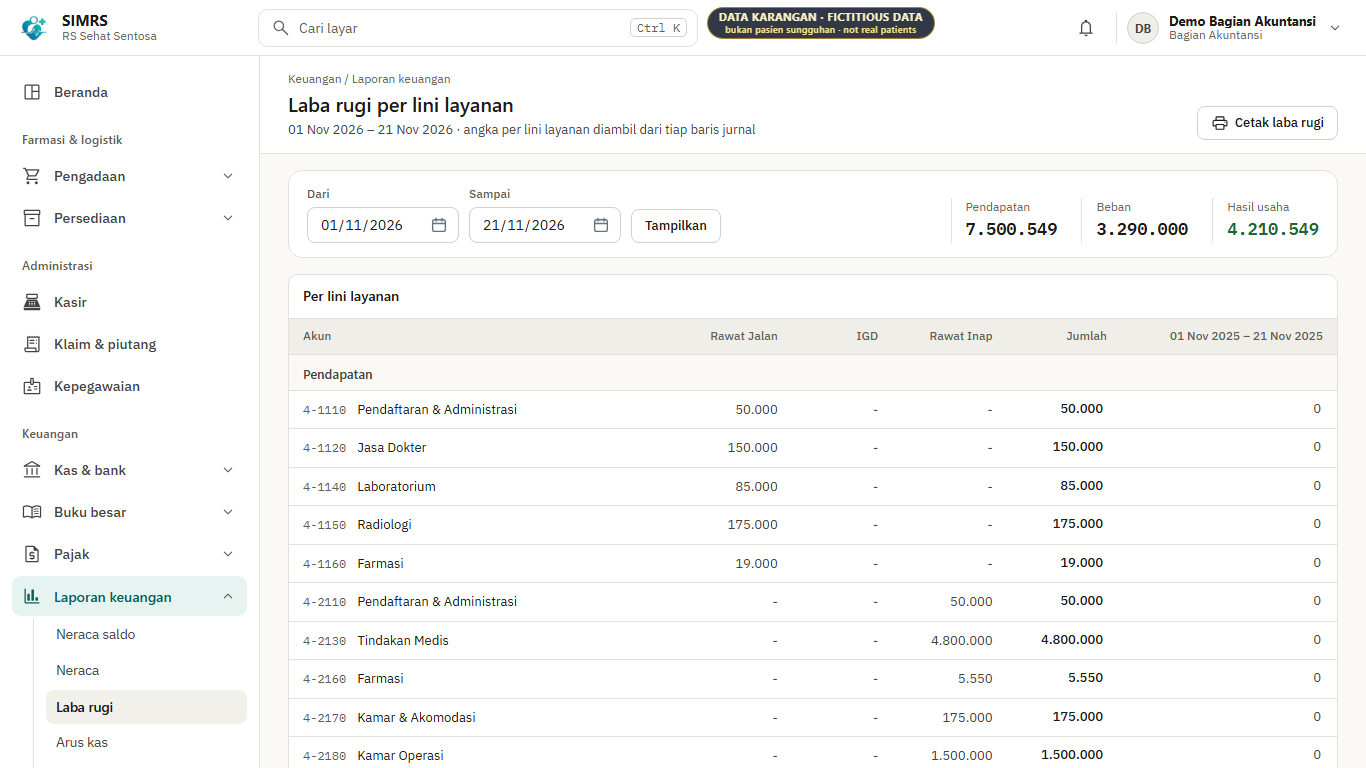 SIMRS
RS Sehat Sentosa
Cari layar
Ctrl K
DATA KARANGAN · FICTITIOUS DATA
bukan pasien sungguhan · not real patients
DB
Demo Bagian Akuntansi
Bagian Akuntansi
Beranda
Farmasi & logistik
Pengadaan
Persediaan
Administrasi
Kasir
Klaim & piutang
Kepegawaian
Keuangan
Kas & bank
Buku besar
Pajak
Laporan keuangan
Neraca saldo
Neraca
Laba rugi
Arus kas
Keuangan / Laporan keuangan
Laba rugi per lini layanan
01 Nov 2026 – 21 Nov 2026 · angka per lini layanan diambil dari tiap baris jurnal
Cetak laba rugi
Dari
01/11/2026
Sampai
21/11/2026
Tampilkan
Pendapatan
7.500.549
Beban
3.290.000
Hasil usaha
4.210.549
Per lini layanan
Akun Rawat Jalan IGD Rawat Inap Jumlah 01 Nov 2025 – 21 Nov 2025
Pendapatan
4-1110 Pendaftaran & Administrasi 50.000 - - 50.000 0
4-1120 Jasa Dokter 150.000 - - 150.000 0
4-1140 Laboratorium 85.000 - - 85.000 0
4-1150 Radiologi 175.000 - - 175.000 0
4-1160 Farmasi 19.000 - - 19.000 0
4-2110 Pendaftaran & Administrasi - - 50.000 50.000 0
4-2130 Tindakan Medis - - 4.800.000 4.800.000 0
4-2160 Farmasi - - 5.550 5.550 0
4-2170 Kamar & Akomodasi - - 175.000 175.000 0
4-2180 Kamar Operasi - - 1.500.000 1.500.000 0